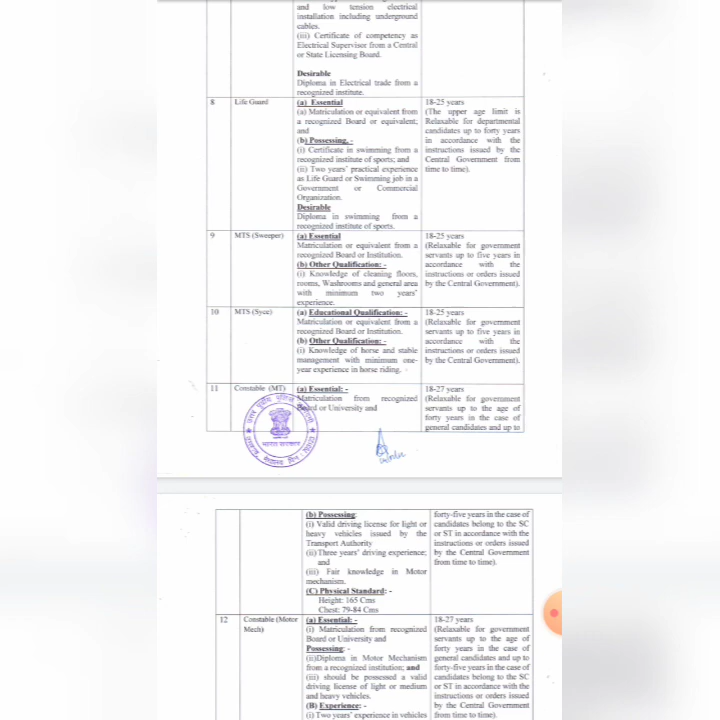 and low tension electrical
installation including underground
cables.
(iii) Certificate of competency as
Electrical Supervisor from a Central
or State Licensing Board.
Desirable
Diploma in Electrical trade from a
recognized institute.
8 Life Guard
(a) Essential
(a) Matriculation or equivalent from
a recognized Board or equivalent;
and
(b) Possessing, -
(i) Certificate in swimming from a
recognized institute of sports; and
(ii) Two years' practical experience
as Life Guard or Swimming job in a
Government or Commercial
Organization.
Desirable
Diploma in swimming from a
recognized institute of sports.
18-25 years
(The upper age limit is
Relaxable for departmental
candidates up to forty years
in accordance with the
instructions issued by the
Central Government from
time to time).
9 MTS (Sweeper)
(a) Essential
Matriculation or equivalent from a
recognized Board or Institution.
(b) Other Qualification: -
(i) Knowledge of cleaning floors,
rooms, Washrooms and general area
with minimum two years'
experience.
18-25 years
(Relaxable for government
servants up to five years in
accordance with the
instructions or orders issued
by the Central Government).
10 MTS (Syce)
(a) Educational Qualification: -
Matriculation or equivalent from a
recognized Board or Institution.
(b) Other Qualification: -
(i) Knowledge of horse and stable
management with minimum one-
year experience in horse riding.
18-25 years
(Relaxable for government
servants up to five years in
accordance with the
instructions or orders issued
by the Central Government).
11 Constable (MT)
(a) Essential: -
Matriculation from recognized
Board or University and
18-27 years
(Relaxable for government
servants up to the age of
forty years in the case of
general candidates and up to
भारत सरकार
(b) Possessing:
(i) Valid driving license for light or
heavy vehicles issued by the
Transport Authority
(ii) Three years' driving experience;
and
(iii) Fair knowledge in Motor
mechanism.
(C) Physical Standard: -
Height: 165 Cms
Chest: 79-84 Cms
forty-five years in the case of
candidates belong to the SC
or ST in accordance with the
instructions or orders issued
by the Central Government
from time to time).
12 Constable (Motor
Mech)
(a) Essential: -
(i) Matriculation from recognized
Board or University and
Possessing: -
(ii)Diploma in Motor Mechanism
from a recognized institution; and
(iii) should be possessed a valid
driving license of light or medium
and heavy vehicles.
(B) Experience: -
(i) Two years' experience in vehicles
18-27 years
(Relaxable for government
servants up to the age of
forty years in the case of
general candidates and up to
forty-five years in the case of
candidates belong to the SC
or ST in accordance with the
instructions or orders issued
by the Central Government
from time to time).